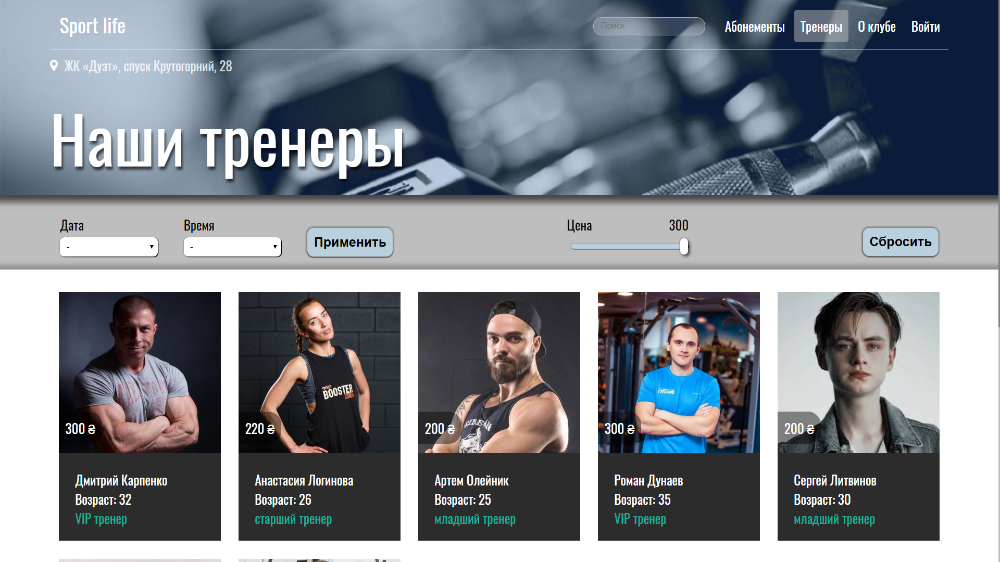 Sport life
Поиск
Абонементы
Тренеры
О клубе
Войти
ЖК «Дуэт», спуск Крутогорний, 28
Наши тренеры
Дата
Время
Цена
300
-
-
Применить
Сбросить
300 ₴
ТРЕНЕР
BOOSTER
220 ₴
200 ₴
300 ₴
200 ₴
Дмитрий Карпенко
Возраст: 32
VIP тренер
Анастасия Логинова
Возраст: 26
старший тренер
Артем Олейник
Возраст: 25
младший тренер
Роман Дунаев
Возраст: 35
VIP тренер
Сергей Литвинов
Возраст: 30
младший тренер